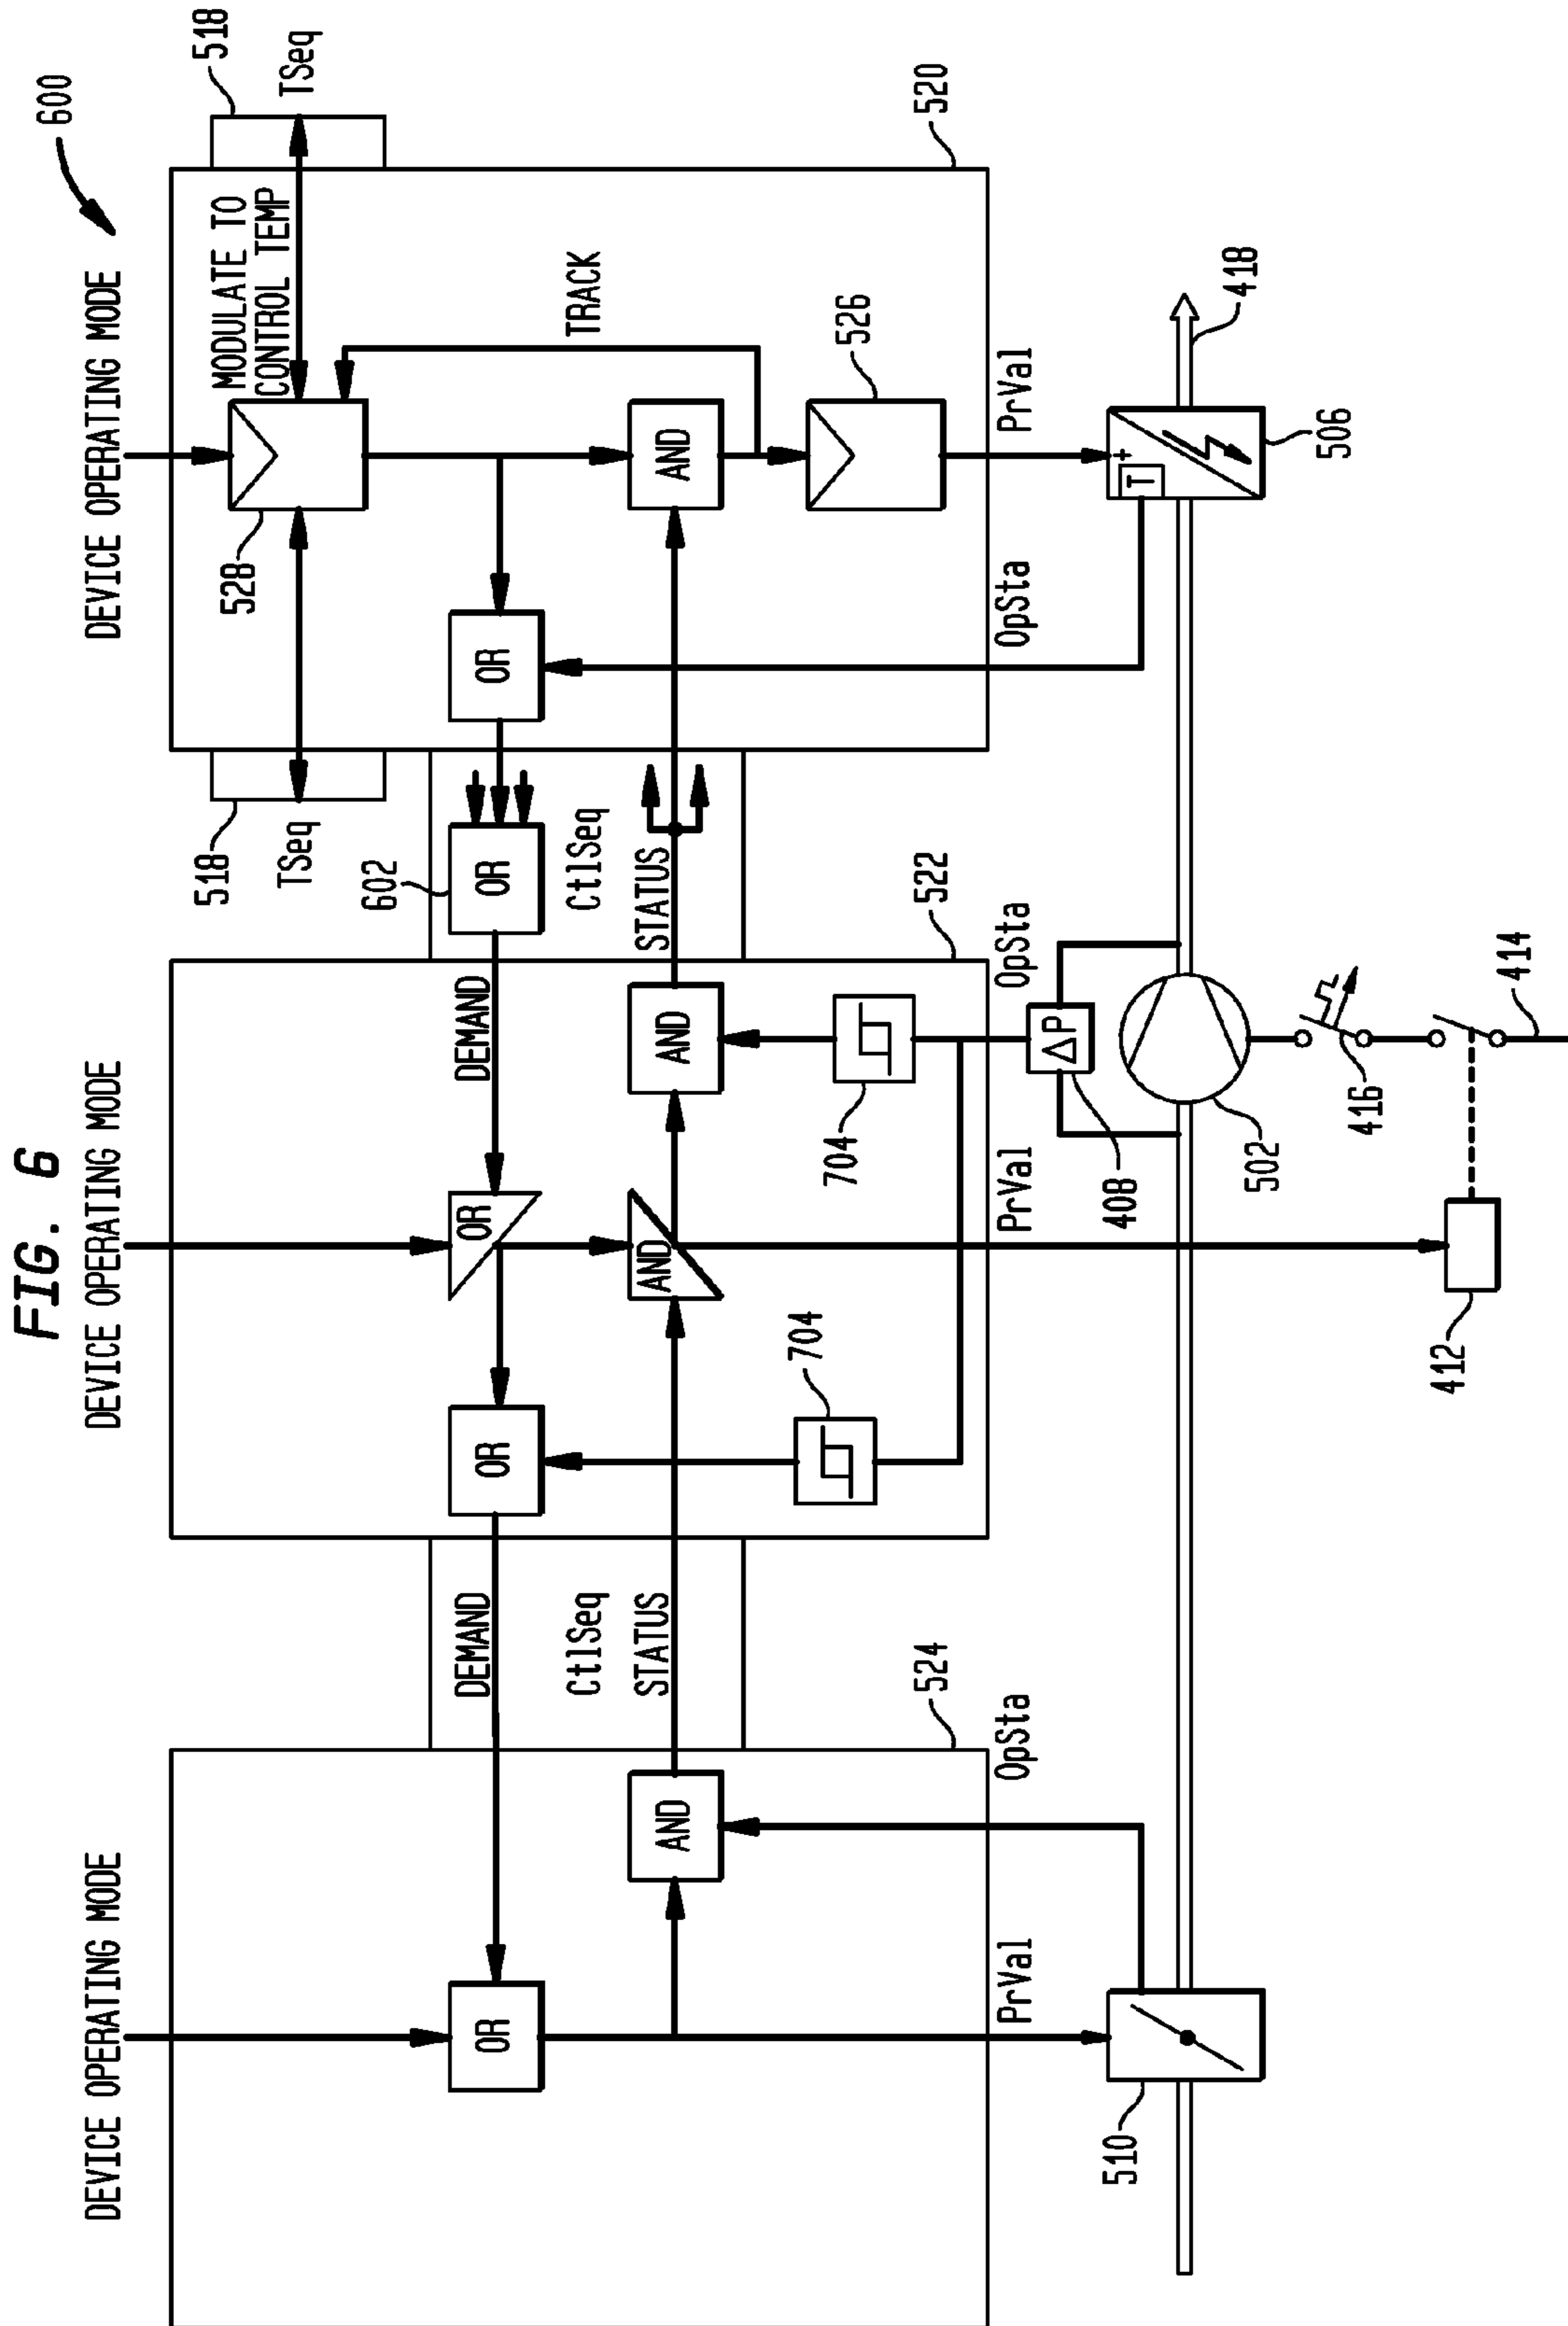 FIG. 6
600
DEVICE OPERATING MODE
DEVICE OPERATING MODE
DEVICE OPERATING MODE
518
TSeq
518
TSeq
MODULATE TO
CONTROL TEMP
528
TRACK
OR
DEMAND
OR
OR
DEMAND
OR
602
OR
CtlSeq
CtlSeq
STATUS
STATUS
AND
AND
AND
AND
704
704
526
524
522
520
PrVal
OpSta
PrVal
OpSta
OpSta
PrVal
510
408
ΔP
T
+
418
502
506
416
412
414